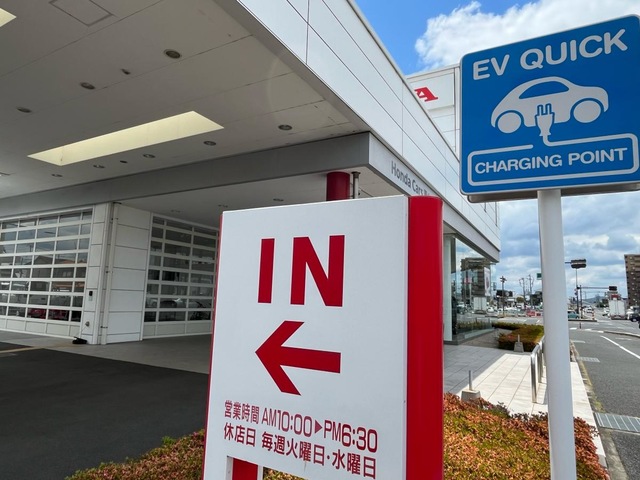 EV QUICK
CHARGING POINT
A
Honda Cars
IN
営業時間 AM10:00▶PM6:30
休店日 毎週火曜日・水曜日